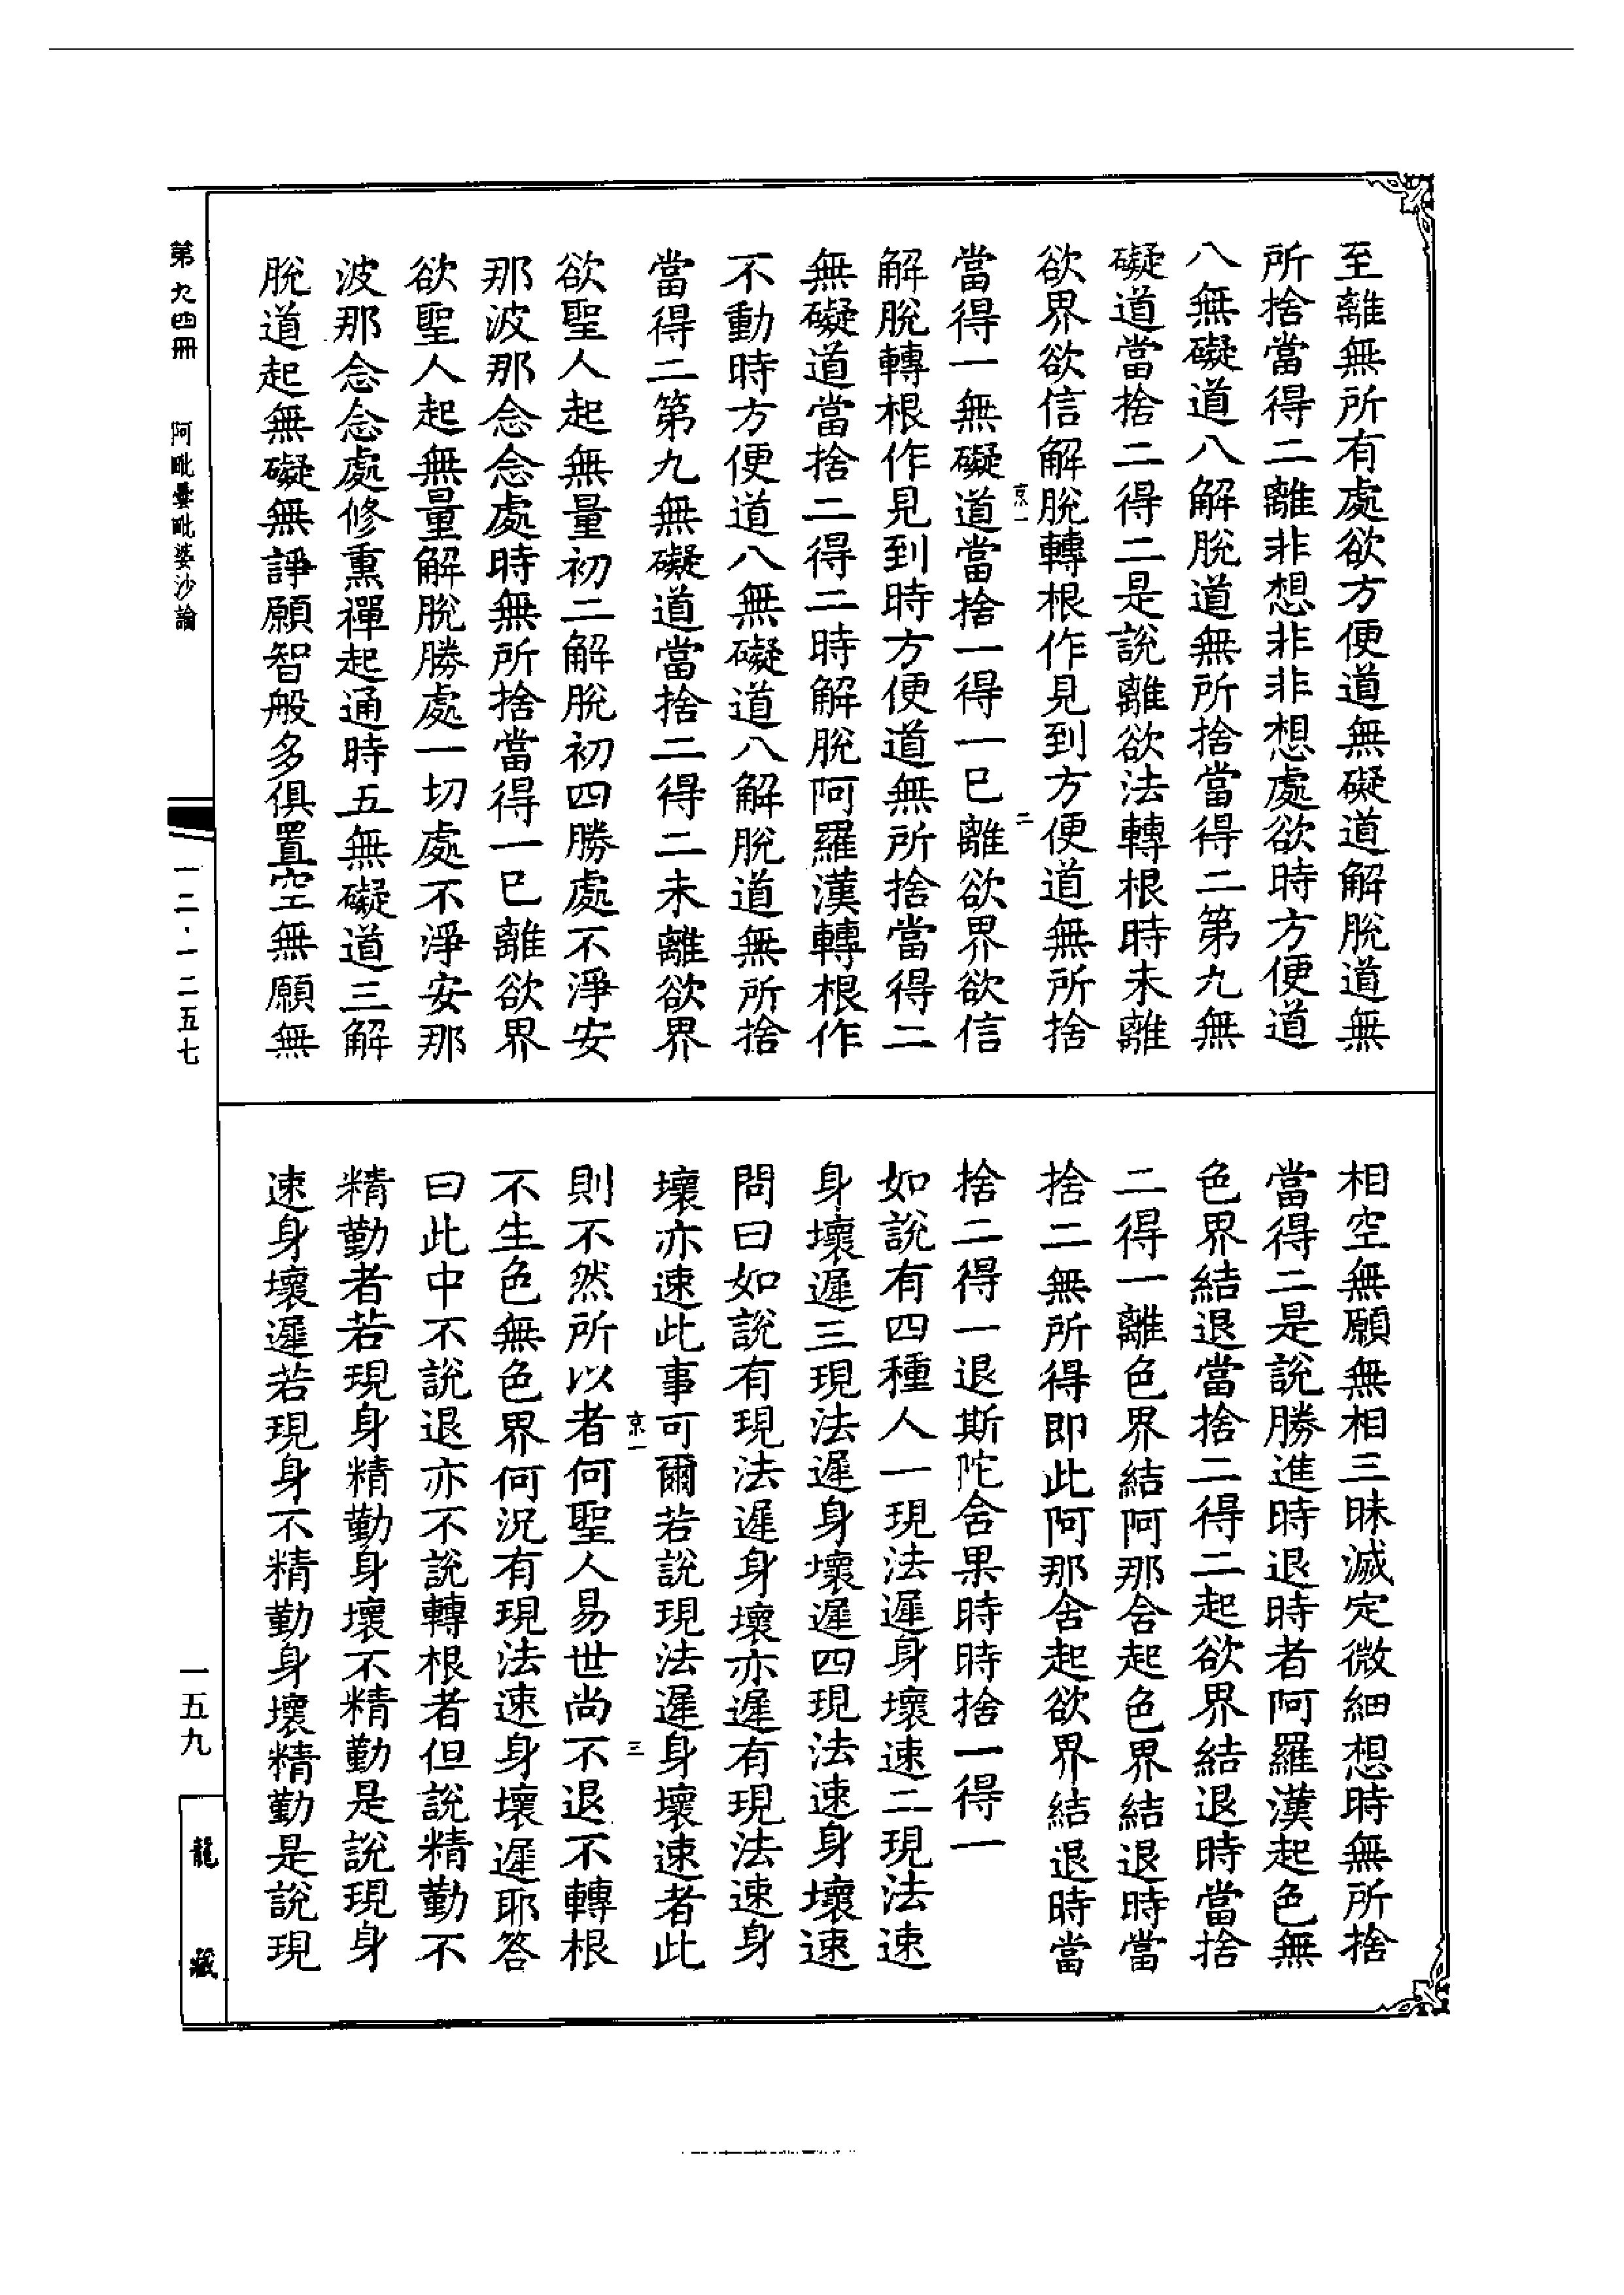 至離無所有處欲方便道無礙道解脫道無
所捨當得二離非想非非想處欲時方便道
八無礙道八解脫道無所捨當得二第九無
礙道當捨二得二是說離欲法轉根時未離
欲界欲信解脫轉根作見到方便道無所捨
京一
二
當得一無礙道當捨一得一已離欲界欲信
解脫轉根作見到時方便道無所捨當得二
無礙道當捨二得二時解脫阿羅漢轉根作
不動時方便道八無礙道八解脫道無所捨
當得二第九無礙道當捨二得二未離欲界
欲聖人起無量初二解脫初四勝處不淨安
那波那念念處時無所捨當得一已離欲界
欲聖人起無量解脫勝處一切處不淨安那
波那念念處修熏禪起通時五無礙道三解
脫道起無礙無諍願智般多俱置空無願無
相空無願無相三昧滅定微細想時無所捨
當得二是說勝進時退時者阿羅漢起色無
色界結退當捨二得二起欲界結退時當捨
二得一離色界結阿那舍起色界結退時當
捨二無所得即此阿那舍起欲界結退時當
捨二得一退斯陀舍果時時捨一得一
如說有四種人一現法遲身壞速二現法速
身壞遲三現法遲身壞遲四現法速身壞速
問曰如說有現法遲身壞亦遲有現法速身
壞亦速此事可爾若說現法遲身壞速者此
京一
三
則不然所以者何聖人易世尚不退不轉根
不生色無色界何況有現法速身壞遲耶答
曰此中不說退亦不說轉根者但說精勤不
精勤者若現身精勤身壞不精勤是說現身
速身壞遲若現身不精勤身壞精勤是說現
第九四冊
阿毗曇毗婆沙論
一二·一二五七
一五九
龍藏